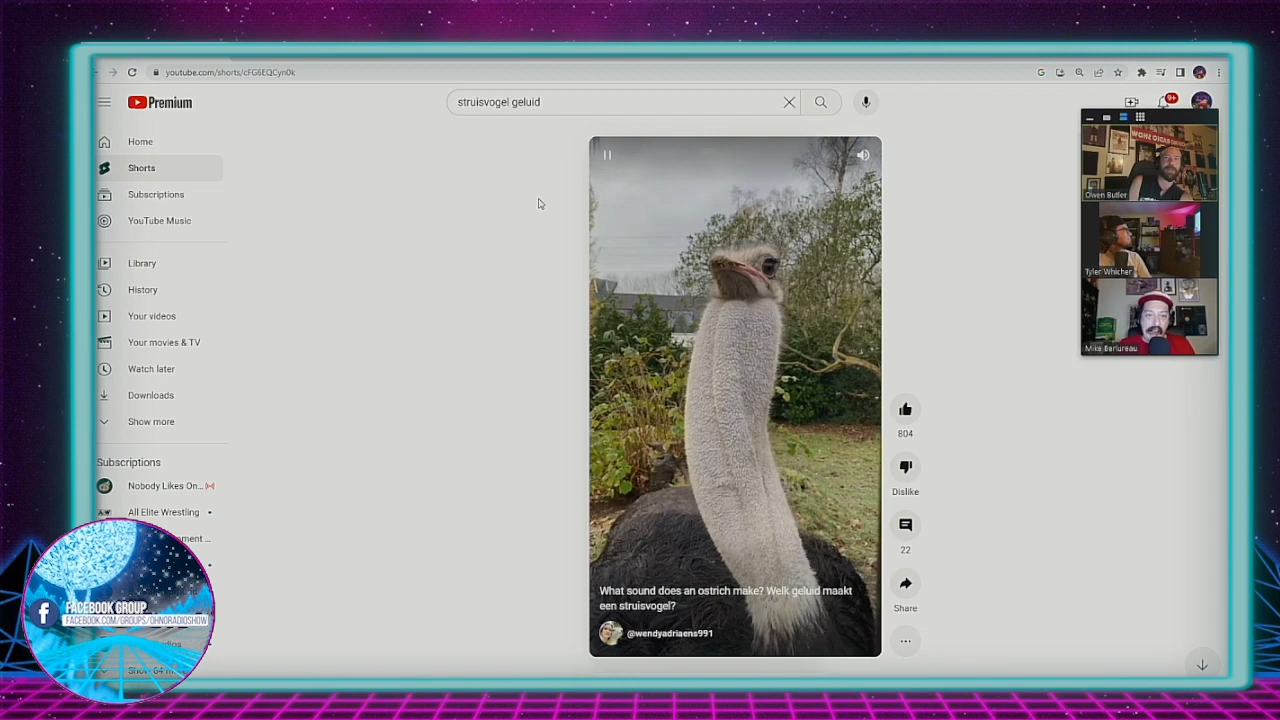 youtube.com/shorts/cFG6EQCyn0k
Premium
struisvogel geluid
9+
Home
Shorts
Subscriptions
YouTube Music
Library
History
Your videos
Your movies & TV
Watch later
Downloads
Show more
Subscriptions
Nobody Likes On...
All Elite Wrestling
What sound does an ostrich make? Welk geluid maakt
een struisvogel?
@wendyadriaens991
804
Dislike
22
Share
Owen Butler
Tyler Whicher
Mike Berlureau
FACEBOOK GROUP
FACEBOOK.COM/GROUPS/OHNORADIOSHOW